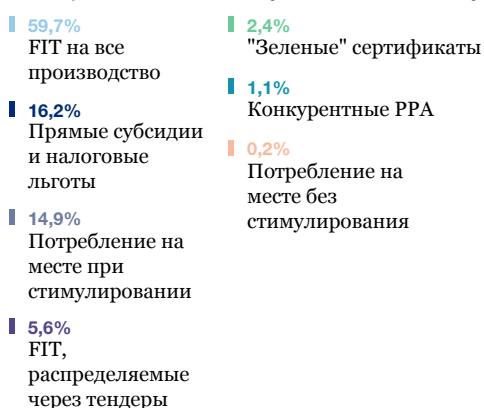 59,7%
FIT на все
производство
16,2%
Прямые субсидии
и налоговые
льготы
14,9%
Потребление на
месте при
стимулировании
5,6%
FIT,
распределяемые
через тендеры
2,4%
"Зеленые" сертификаты
1,1%
Конкурентные PPA
0,2%
Потребление на
месте без
стимулирования